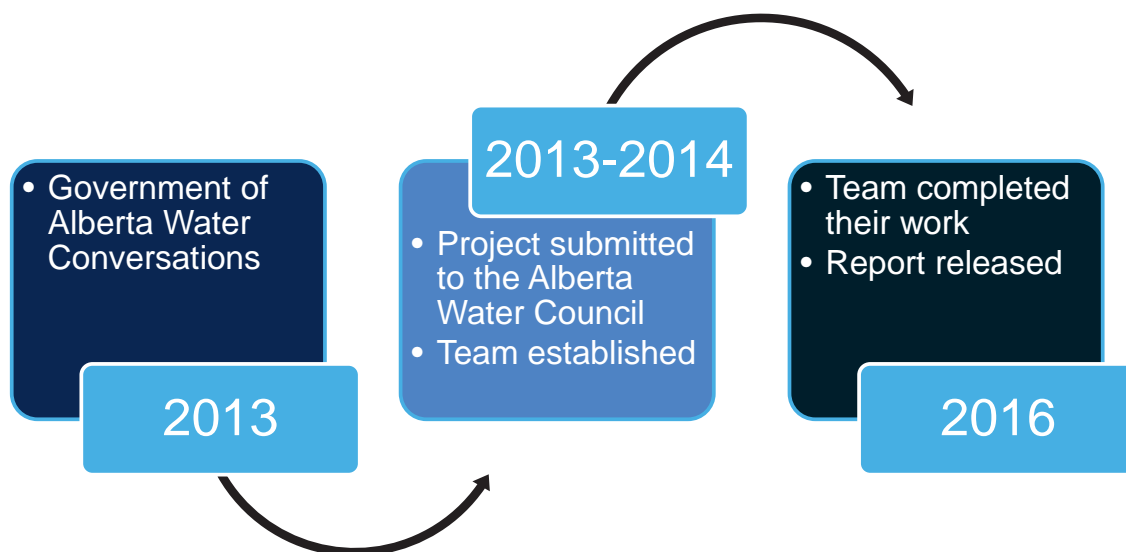 • Government of
Alberta Water
Conversations
2013
2013-2014
• Project submitted
to the Alberta
Water Council
• Team established
• Team completed
their work
• Report released
2016